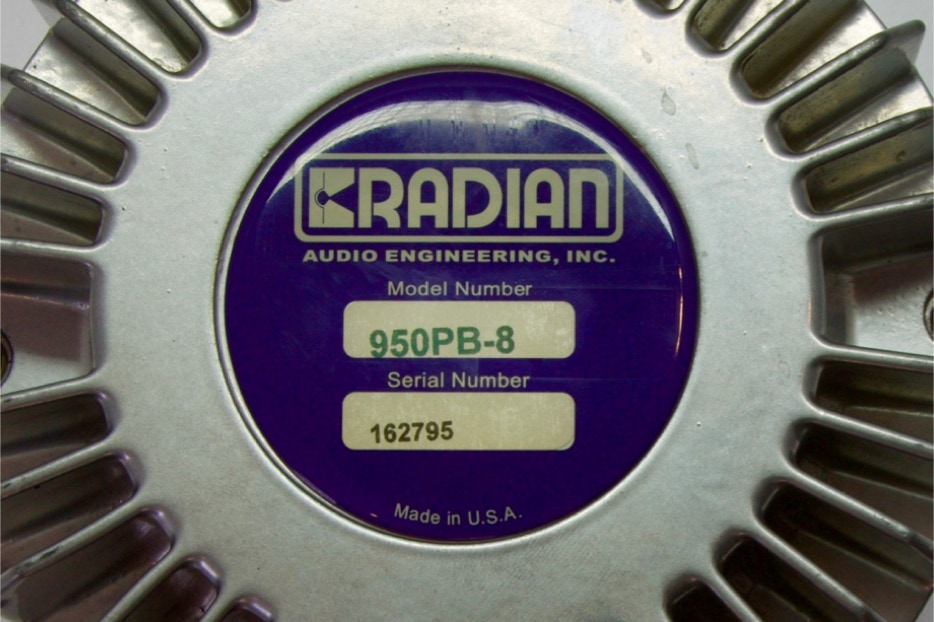 RADIAN
AUDIO ENGINEERING, INC.
Model Number
950PB-8
Serial Number
162795
Made in U.S.A.